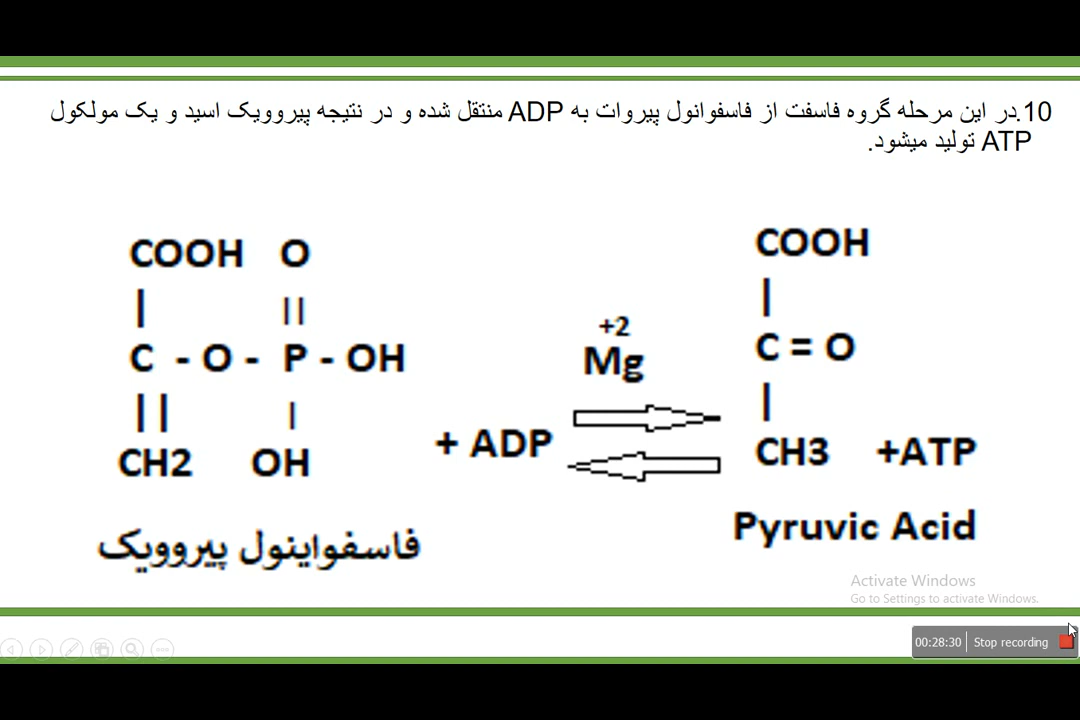 10.در این مرحله گروه فاسفت از فاسفوانول پیروات به ADP منتقل شده و در نتیجه پیروویک اسید و یک مولکول
ATP تولید میشود.
COOH O
| ||
C - O - P - OH
|| |
CH2 OH
+ ADP
+2
Mg
COOH
|
C = O
|
CH3 +ATP
فاسفواینول پیروویک
Pyruvic Acid
Activate Windows
Go to Settings to activate Windows.
00:28:30 Stop recording